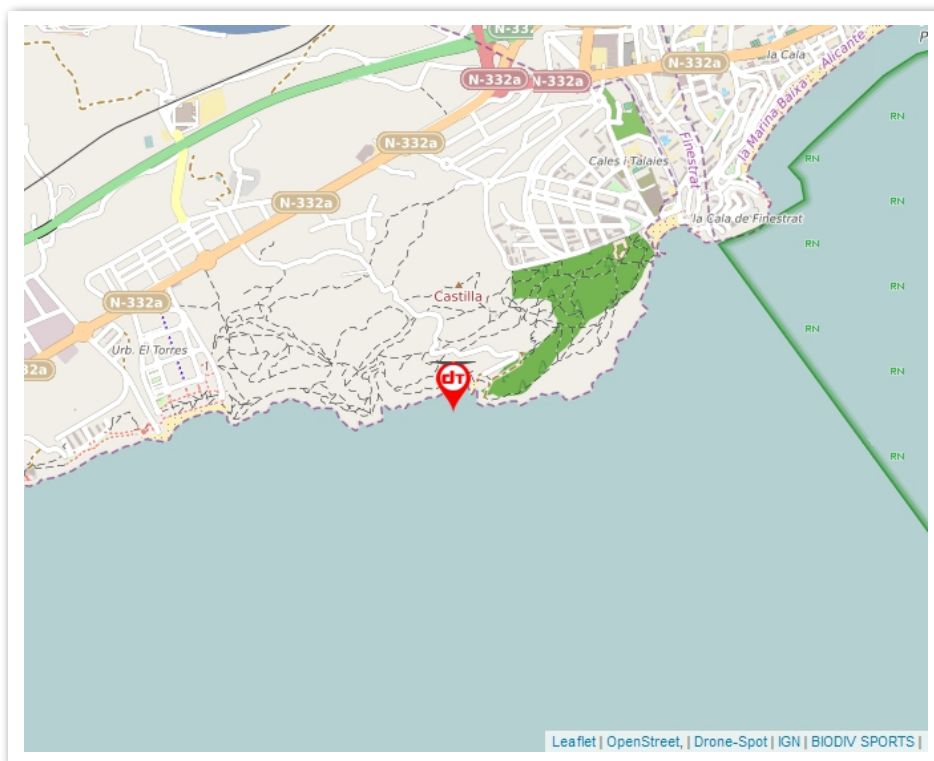 N-332
la Cala
N-332a
N-332a
N-332a
la Marina Baixa
Alicante
RN
N-332a
Finestrat
Cales i Talaies
RN
N-332a
la Cala de Finestrat
RN
Castilla
RN
N-332a
RN
Urb. El Torres
32a
RN
dT
RN
Leaflet | OpenStreet, | Drone-Spot | IGN | BIODIV SPORTS |